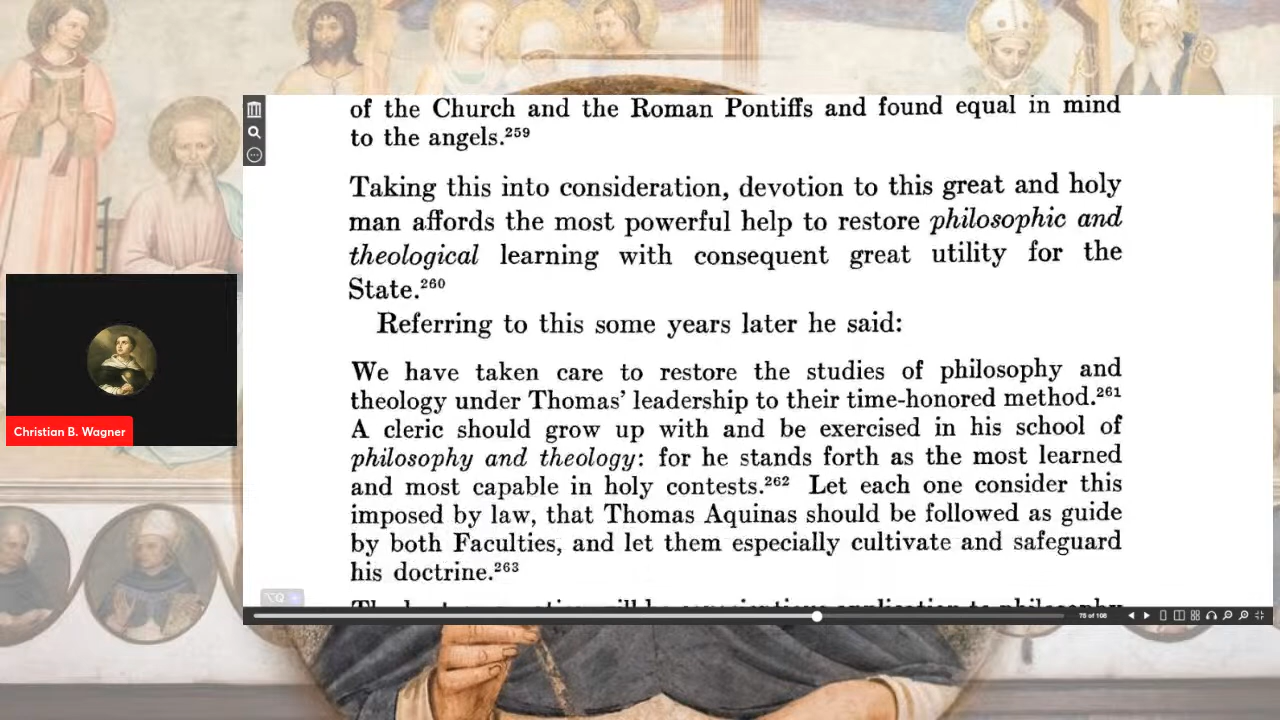 of the Church and the Roman Pontiffs and found equal in mind
to the angels.²⁵⁹
Taking this into consideration, devotion to this great and holy
man affords the most powerful help to restore philosophic and
theological learning with consequent great utility for the
State.²⁶⁰
Referring to this some years later he said:
We have taken care to restore the studies of philosophy and
theology under Thomas' leadership to their time-honored method.²⁶¹
A cleric should grow up with and be exercised in his school of
philosophy and theology: for he stands forth as the most learned
and most capable in holy contests.²⁶² Let each one consider this
imposed by law, that Thomas Aquinas should be followed as guide
by both Faculties, and let them especially cultivate and safeguard
his doctrine.²⁶³
Christian B. Wagner
⌥Q